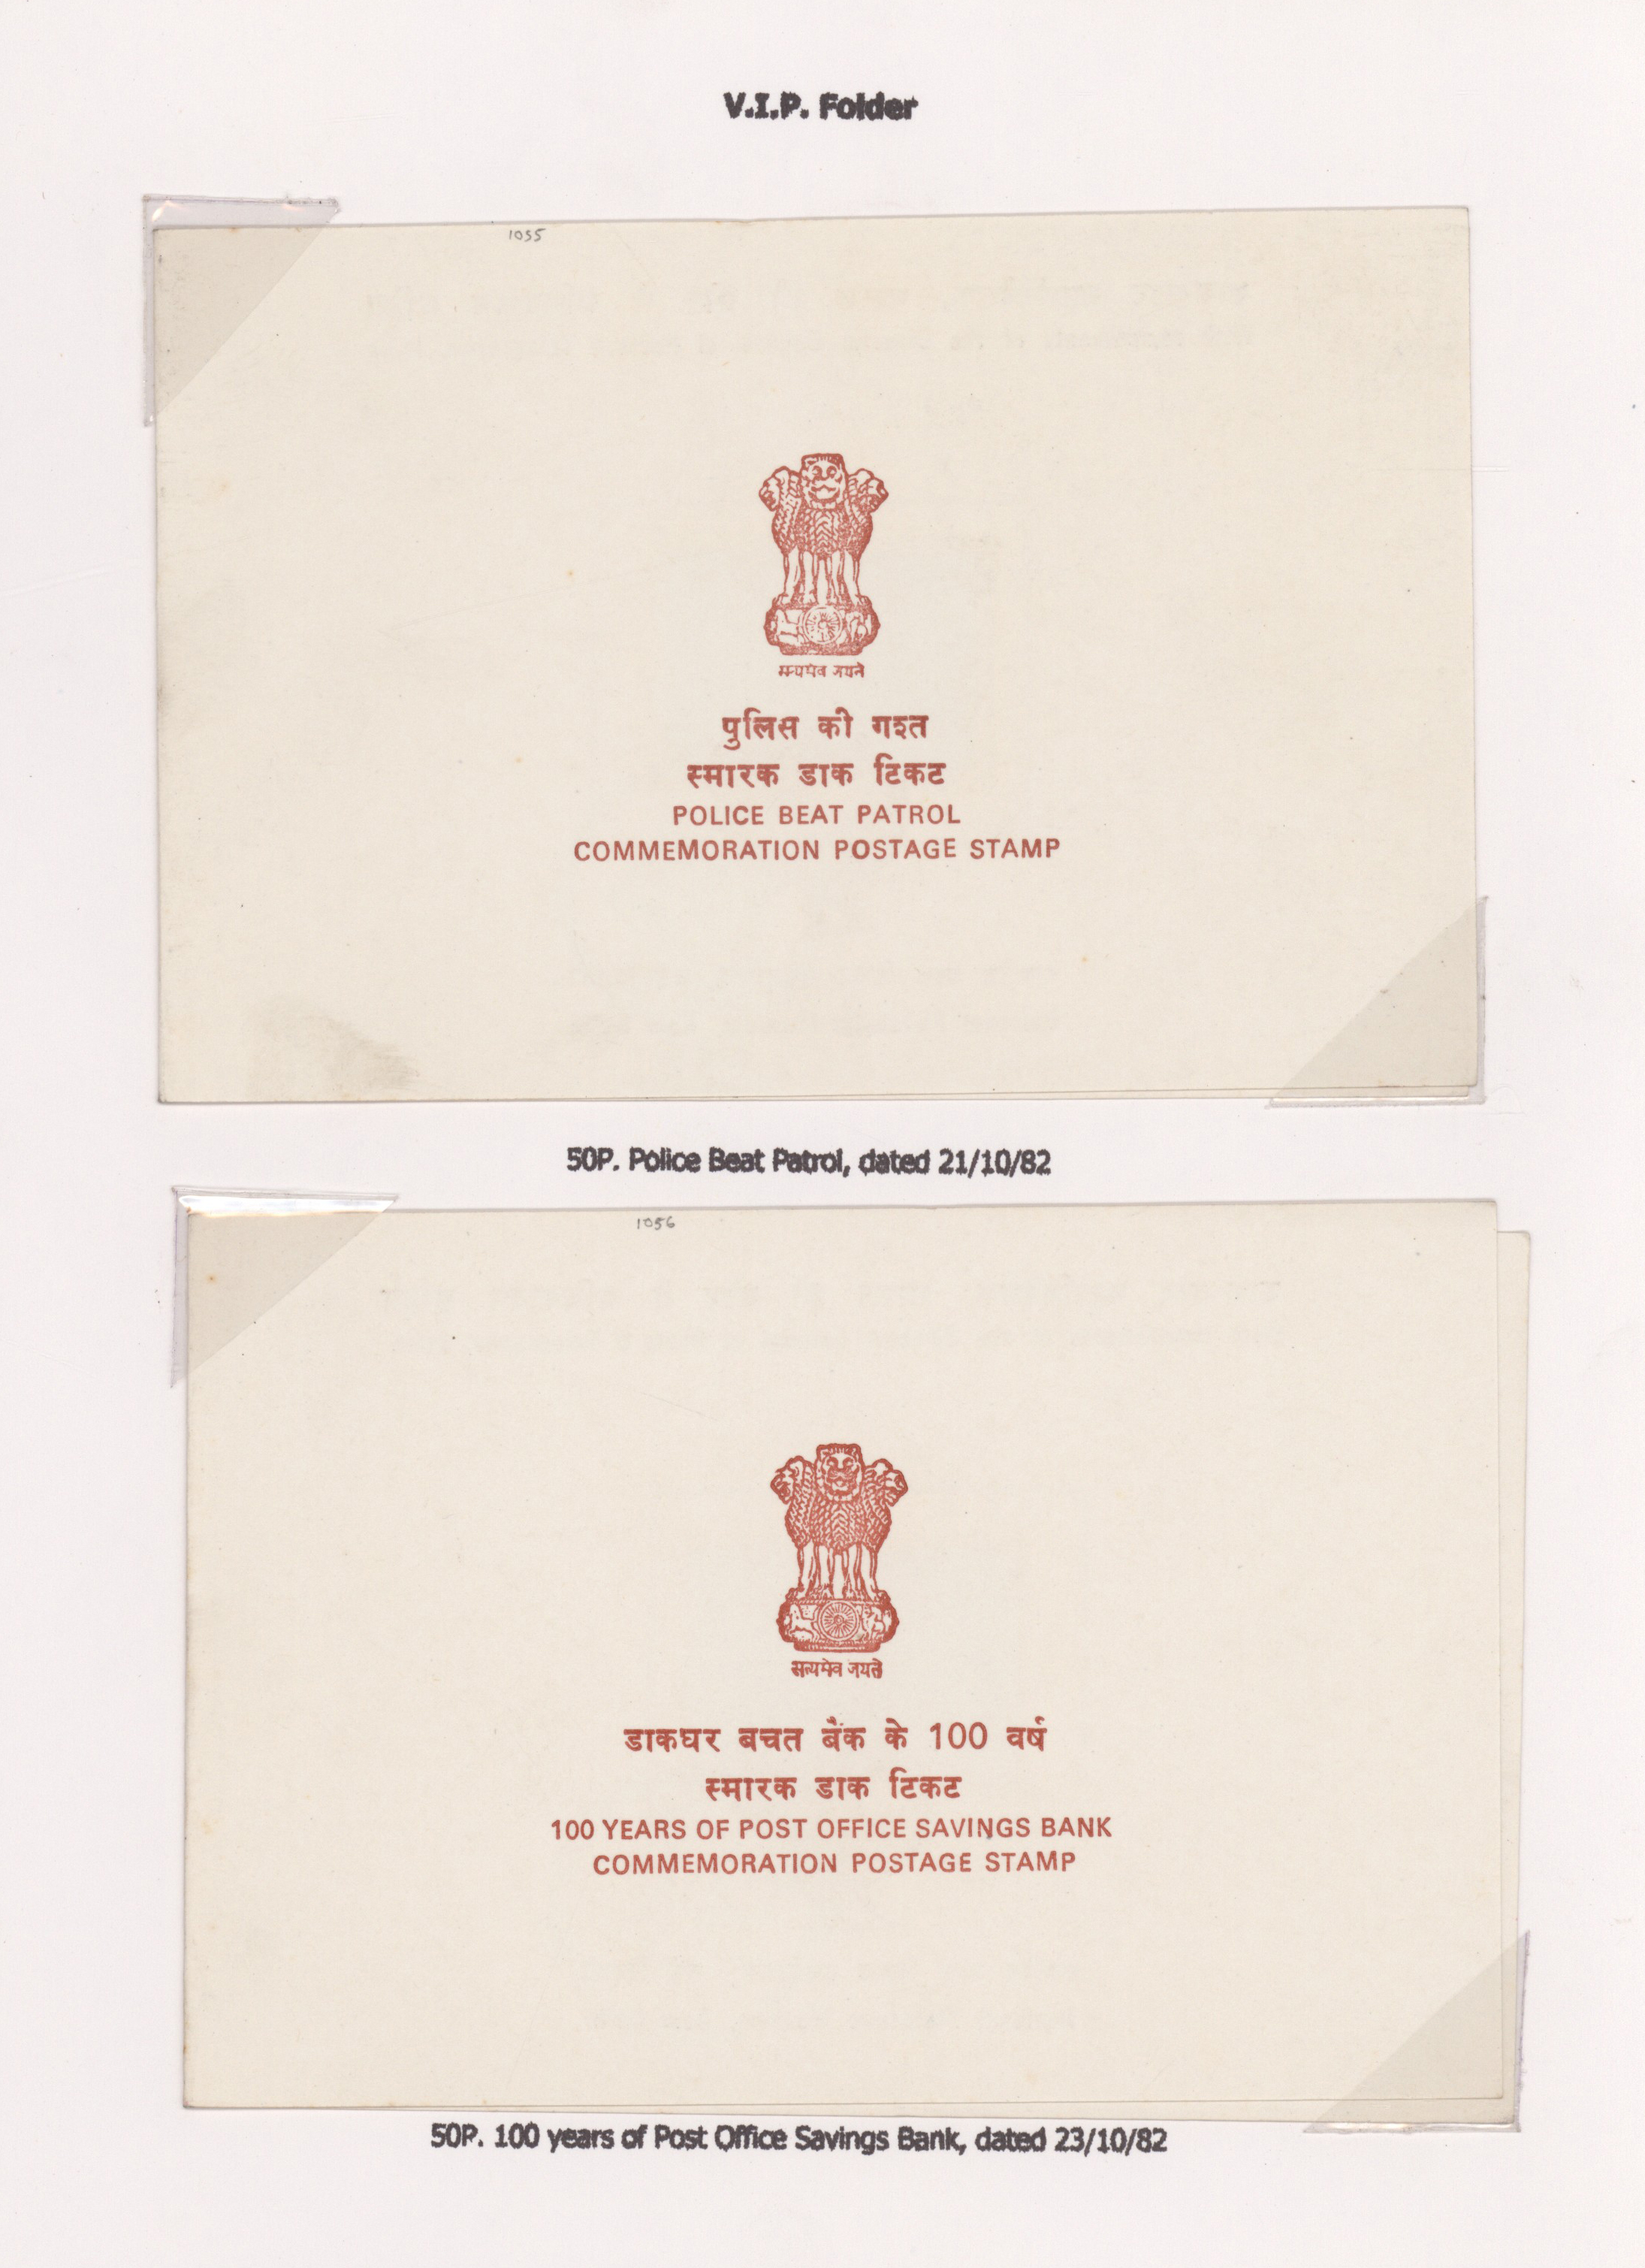 V.I.P. Folder
1055
सत्यमेव जयते
पुलिस की गश्त
स्मारक डाक टिकट
POLICE BEAT PATROL
COMMEMORATION POSTAGE STAMP
50P. Police Beat Patrol, dated 21/10/82
1056
सत्यमेव जयते
डाकघर बचत बैंक के 100 वर्ष
स्मारक डाक टिकट
100 YEARS OF POST OFFICE SAVINGS BANK
COMMEMORATION POSTAGE STAMP
50P. 100 years of Post Office Savings Bank, dated 23/10/82